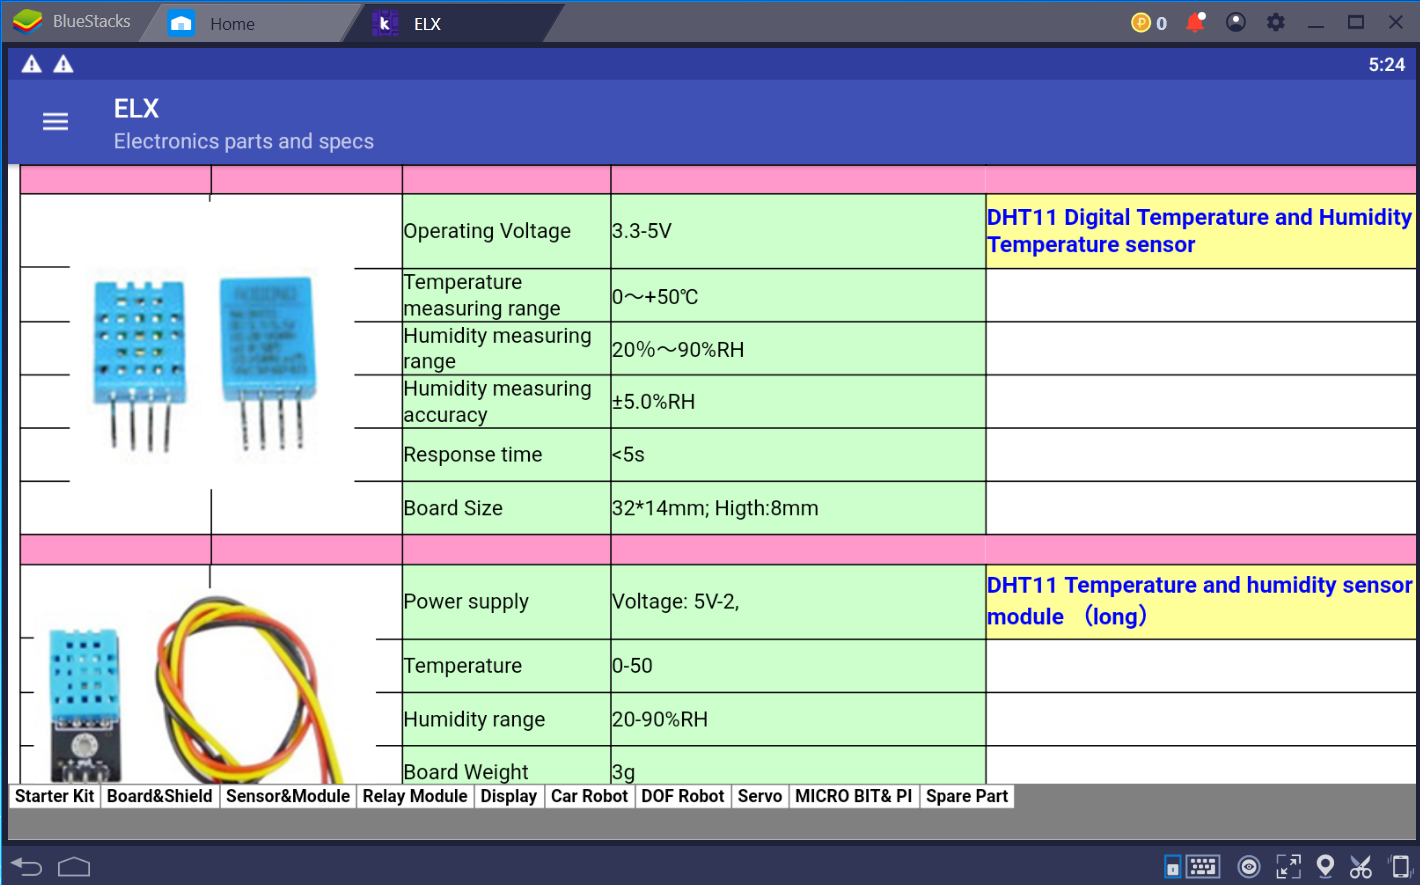 BlueStacks
Home
k
ELX
0
5:24
ELX
Electronics parts and specs
Operating Voltage
3.3-5V
DHT11 Digital Temperature and Humidity
Temperature sensor
Temperature
measuring range
0～+50℃
Humidity measuring
range
20％～90%RH
Humidity measuring
accuracy
±5.0%RH
Response time
<5s
Board Size
32*14mm; Higth:8mm
Power supply
Voltage: 5V-2,
DHT11 Temperature and humidity sensor
module （long）
Temperature
0-50
Humidity range
20-90%RH
Board Weight
3g
Starter Kit
Board&Shield
Sensor&Module
Relay Module
Display
Car Robot
DOF Robot
Servo
MICRO BIT& PI
Spare Part